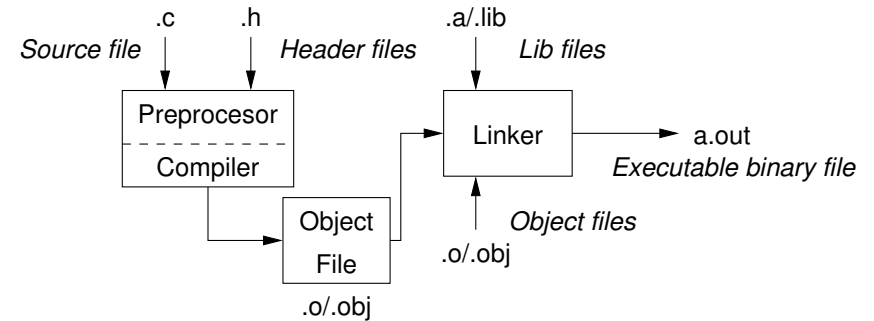 .c
.h
.a/.lib
Source file
Header files
Lib files
Preprocesor
Compiler
Linker
a.out
Executable binary file
Object
File
.o/.obj
Object files
.o/.obj